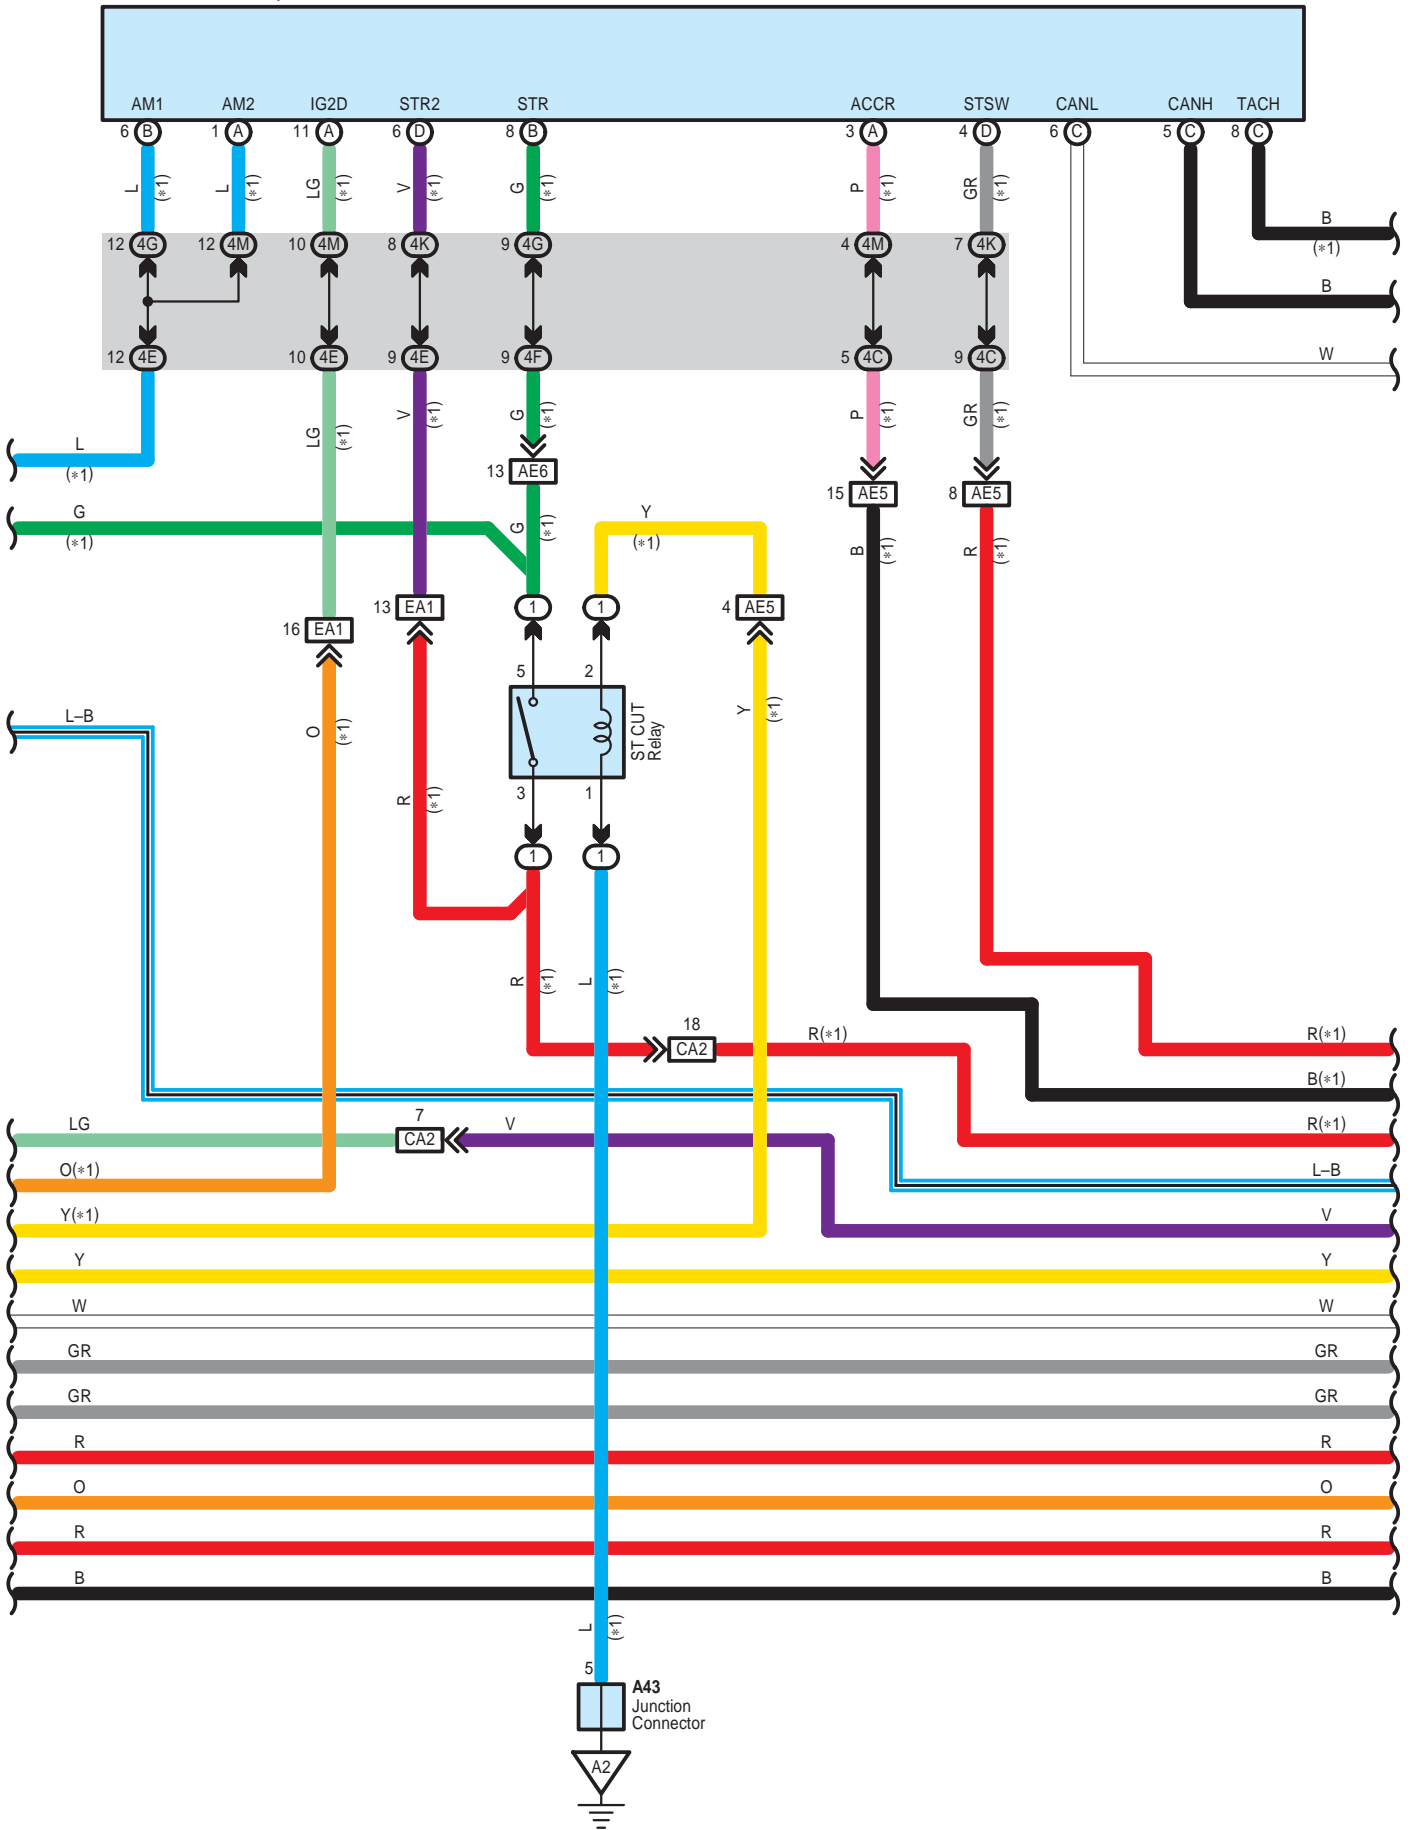 AM1 AM2 IG2D STR2 STR ACCR STSW CANL CANH TACH
6 B 1 A 11 A 6 D 8 B 3 A 4 D 6 C 5 C 8 C
L (*1) L (*1) LG (*1) V (*1) G (*1) P (*1) GR (*1)
B
(*1)
12 4G 12 4M 10 4M 8 4K 9 4G 4 4M 7 4K
B
12 4E 10 4E 9 4E 9 4F 5 4C 9 4C
W
LG (*1) V (*1) G (*1) P (*1) GR (*1)
L
(*1)
13 AE6
15 AE5 8 AE5
G
(*1)
G (*1)
Y
(*1)
B (*1) R (*1)
16 EA1 13 EA1 1 1 4 AE5
5 2
L–B
O (*1)
ST CUT
Relay
Y (*1)
3 1
R (*1)
1 1
R (*1) L (*1)
18
CA2
R(*1)
R(*1)
B(*1)
LG
7
CA2
V
R(*1)
O(*1)
L–B
Y(*1)
V
Y Y
W W
GR GR
GR GR
R R
O O
R R
B B
L (*1)
5
A43
Junction
Connector
A2